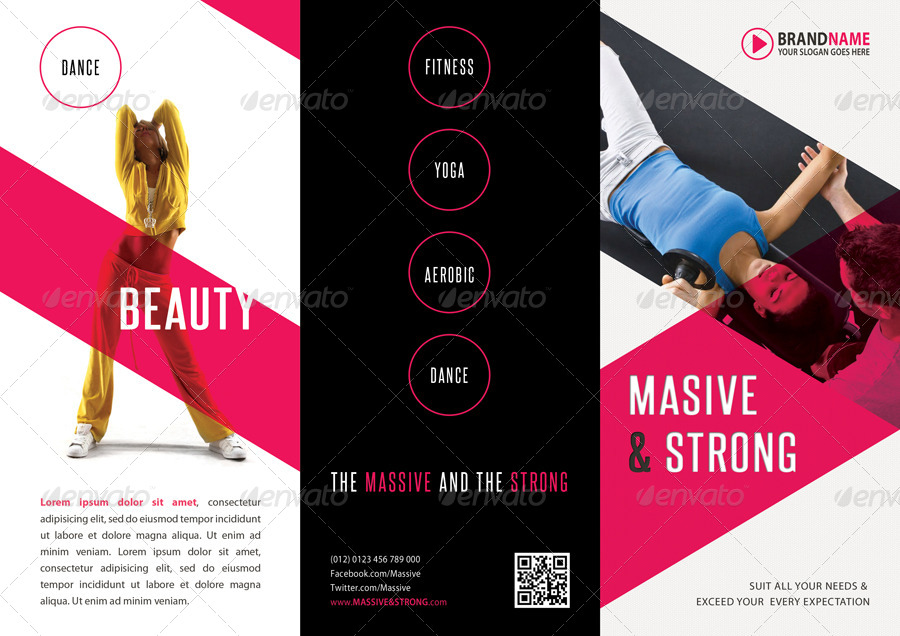 DANCE
BEAUTY
Lorem ipsum dolor sit amet, consectetur
adipisicing elit, sed do eiusmod tempor incididunt
ut labore et dolore magna aliqua. Ut enim ad
minim veniam. Lorem ipsum dolor sit amet,
consectetur adipisicing elit, sed do eiusmod
tempor incididunt ut labore et dolore magna
aliqua. Ut enim ad minim veniam.
FITNESS
YOGA
AEROBIC
DANCE
THE MASSIVE AND THE STRONG
(012) 0123 456 789 000
Facebook.com/Massive
Twitter.com/Massive
www.MASSIVE&STRONG.com
BRANDNAME
YOUR SLOGAN GOES HERE
MASIVE
& STRONG
SUIT ALL YOUR NEEDS &
EXCEED YOUR EVERY EXPECTATION
envato